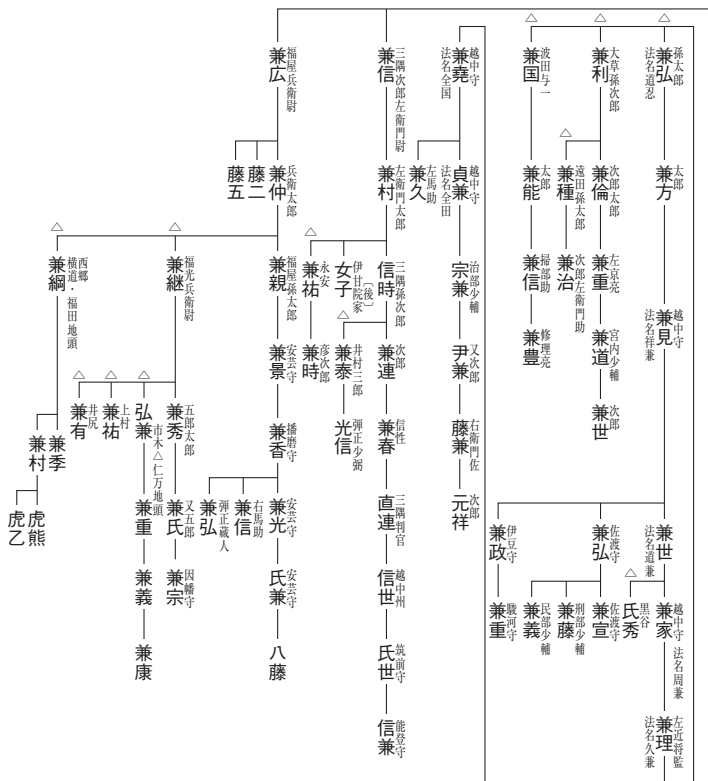 孫太郎
兼弘
法名道忍
太郎
兼方
越中守
兼見
法名祥兼
兼世
法名道兼
越中守
兼家
法名周兼
左近将監
兼理
法名久兼
△
黒谷
氏秀
佐渡守
兼弘
佐渡守
兼宣
刑部少輔
兼藤
民部少輔
兼義
伊豆守
兼政
駿河守
兼重
△
大草孫次郎
兼利
次郎太郎
兼倫
左京亮
兼重
宮内少輔
兼道
次郎
兼世
△
遠田孫太郎
兼種
次郎左衛門助
兼治
△
波田与一
兼国
太郎
兼能
掃部助
兼信
修理亮
兼豊
越中守
兼堯
法名全国
越中守
貞兼
法名全田
治部少輔
宗兼
又次郎
尹兼
右衛門佐
藤兼
次郎
元祥
左馬助
兼久
三隅次郎左衛門尉
兼信
左衛門太郎
兼村
三隅孫次郎
信時
次郎
兼連
信性
兼春
三隅判官
直連
越中州
信世
筑前守
氏世
能登守
信兼
△
井村三郎
兼泰
弾正少弼
光信
〔後〕
伊甘院家
女子
△
永安
兼祐
彦次郎
兼時
福屋兵衛尉
兼広
兵衛太郎
兼仲
藤二
藤五
福屋孫太郎
兼親
安芸守
兼景
播磨守
兼香
安芸守
兼光
安芸守
氏兼
八藤
右馬助
兼信
弾正蔵人
兼弘
△
福光兵衛尉
兼継
五郎太郎
兼秀
又五郎
兼氏
因幡守
兼宗
△
弘兼
市木△仁万地頭
兼重
兼義
兼康
△
上村
兼祐
△
井尻
兼有
△
西郷
横道・福田地頭
兼綱
兼季
兼村
虎熊
虎乙